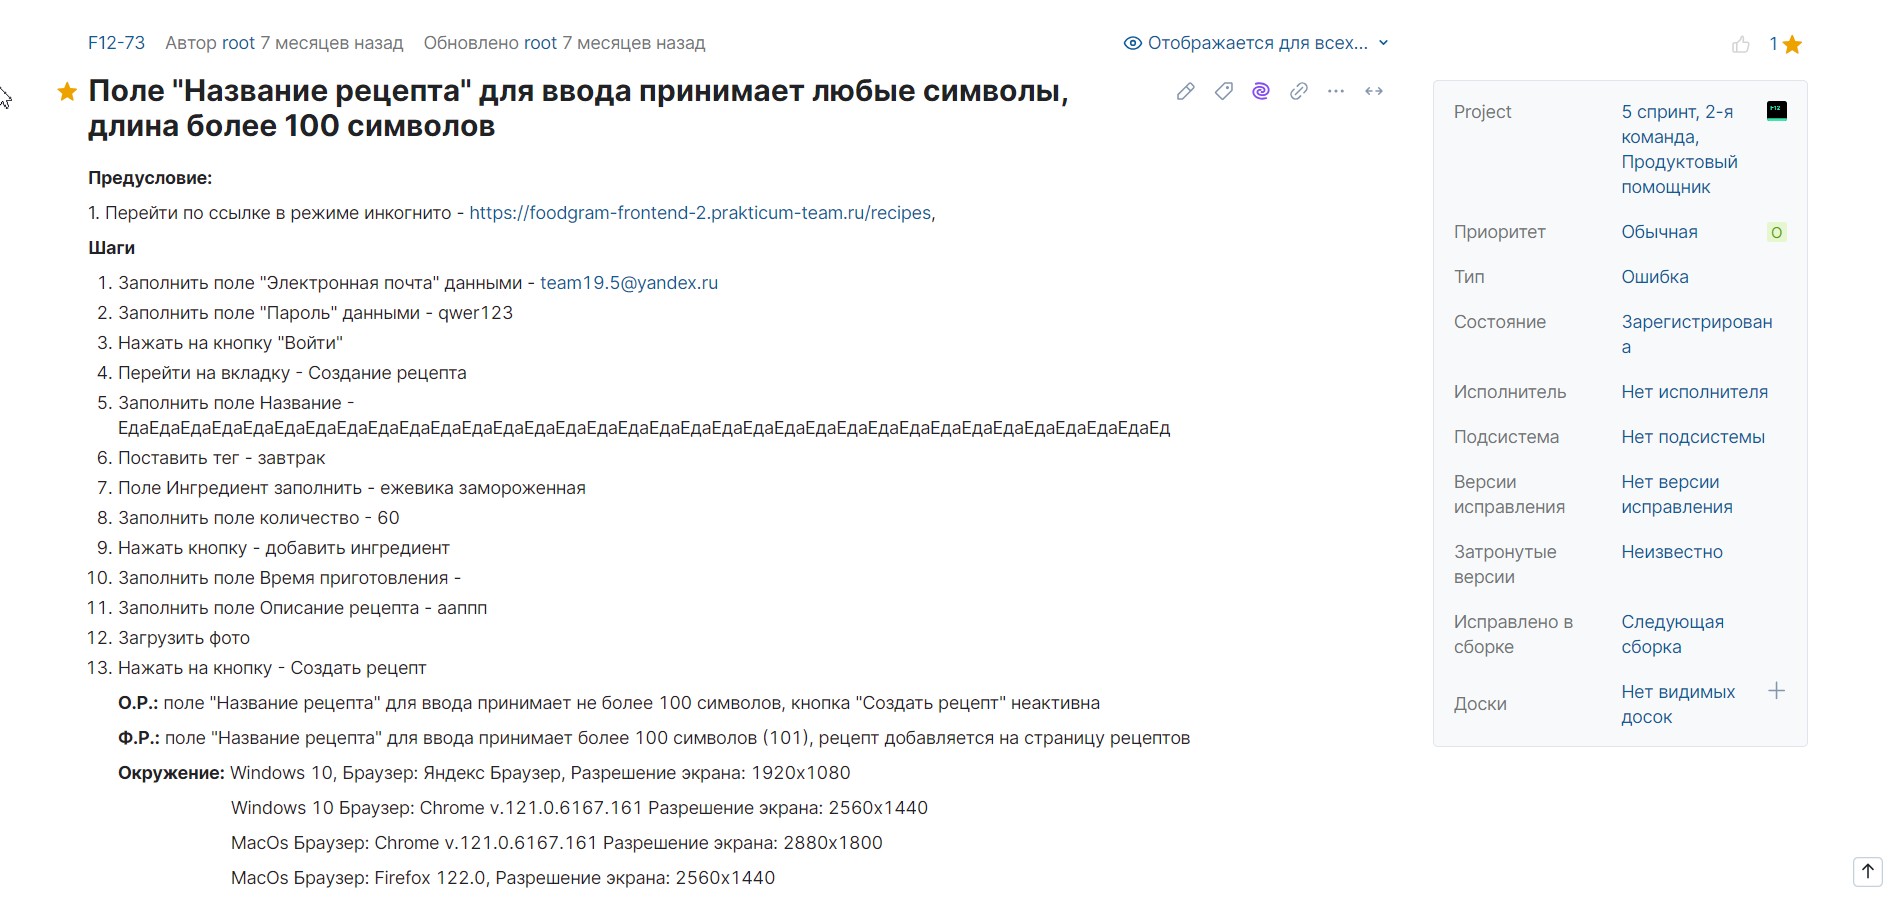 F12-73 Автор root 7 месяцев назад Обновлено root 7 месяцев назад
Отображается для всех...
1
Поле "Название рецепта" для ввода принимает любые символы,
длина более 100 символов
Предусловие:
1. Перейти по ссылке в режиме инкогнито - https://foodgram-frontend-2.prakticum-team.ru/recipes,
Шаги
1. Заполнить поле "Электронная почта" данными - team19.5@yandex.ru
2. Заполнить поле "Пароль" данными - qwer123
3. Нажать на кнопку "Войти"
4. Перейти на вкладку - Создание рецепта
5. Заполнить поле Название -
ЕдаЕдаЕдаЕдаЕдаЕдаЕдаЕдаЕдаЕдаЕдаЕдаЕдаЕдаЕдаЕдаЕдаЕдаЕдаЕдаЕдаЕдаЕдаЕдаЕдаЕдаЕдаЕдаЕдаЕдаЕдаЕдаЕдаЕд
6. Поставить тег - завтрак
7. Поле Ингредиент заполнить - ежевика замороженная
8. Заполнить поле количество - 60
9. Нажать кнопку - добавить ингредиент
10. Заполнить поле Время приготовления -
11. Заполнить поле Описание рецепта - ааппп
12. Загрузить фото
13. Нажать на кнопку - Создать рецепт
О.Р.: поле "Название рецепта" для ввода принимает не более 100 символов, кнопка "Создать рецепт" неактивна
Ф.Р.: поле "Название рецепта" для ввода принимает более 100 символов (101), рецепт добавляется на страницу рецептов
Окружение: Windows 10, Браузер: Яндекс Браузер, Разрешение экрана: 1920x1080
Windows 10 Браузер: Chrome v.121.0.6167.161 Разрешение экрана: 2560x1440
MacOs Браузер: Chrome v.121.0.6167.161 Разрешение экрана: 2880x1800
MacOs Браузер: Firefox 122.0, Разрешение экрана: 2560x1440
Project
5 спринт, 2-я
команда,
Продуктовый
помощник
F12
Приоритет
Обычная
О
Тип
Ошибка
Состояние
Зарегистрирован
а
Исполнитель
Нет исполнителя
Подсистема
Нет подсистемы
Версии
исправления
Нет версии
исправления
Затронутые
версии
Неизвестно
Исправлено в
сборке
Следующая
сборка
Доски
Нет видимых
досок